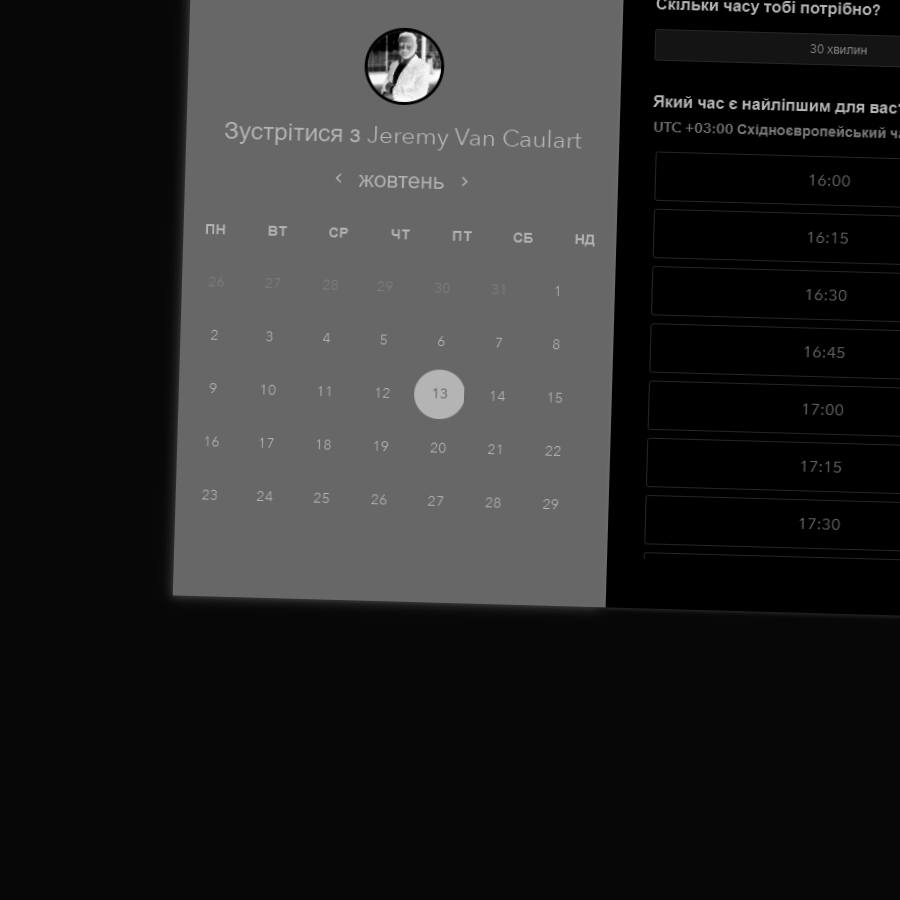 Зустрітися з Jeremy Van Caulart
жовтень
ПН ВТ СР ЧТ ПТ СБ НД
26 27 28 29 30 31 1
2 3 4 5 6 7 8
9 10 11 12 13 14 15
16 17 18 19 20 21 22
23 24 25 26 27 28 29
Скільки часу тобі потрібно?
30 хвилин
Який час є найліпшим для вас?
UTC +03:00 Східноєвропейський
16:00
16:15
16:30
16:45
17:00
17:15
17:30